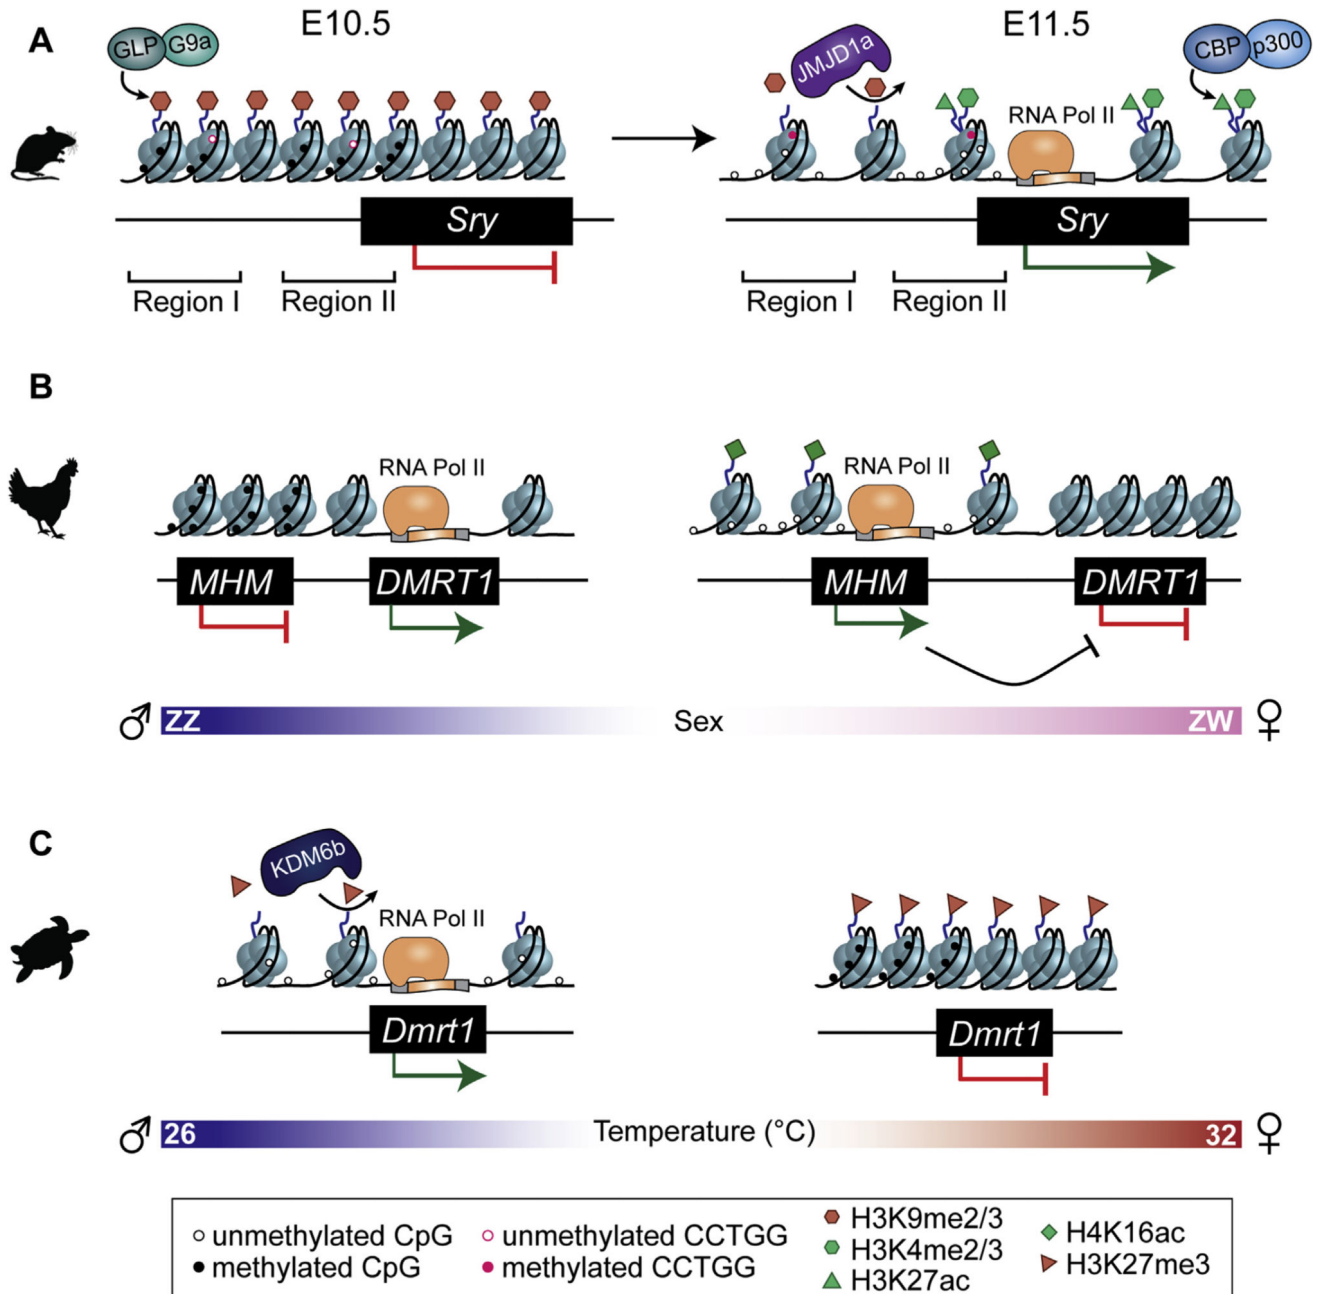 A
E10.5
E11.5
GLP G9a
JMJD1a
CBP p300
RNA Pol II
Sry
Sry
Region I
Region II
Region I
Region II
B
RNA Pol II
RNA Pol II
MHM
DMRT1
MHM
DMRT1
♂ ZZ
Sex
ZW ♀
C
KDM6b
RNA Pol II
Dmrt1
Dmrt1
♂ 26
Temperature (°C)
32 ♀
unmethylated CpG
methylated CpG
unmethylated CCTGG
methylated CCTGG
H3K9me2/3
H3K4me2/3
H3K27ac
H4K16ac
H3K27me3